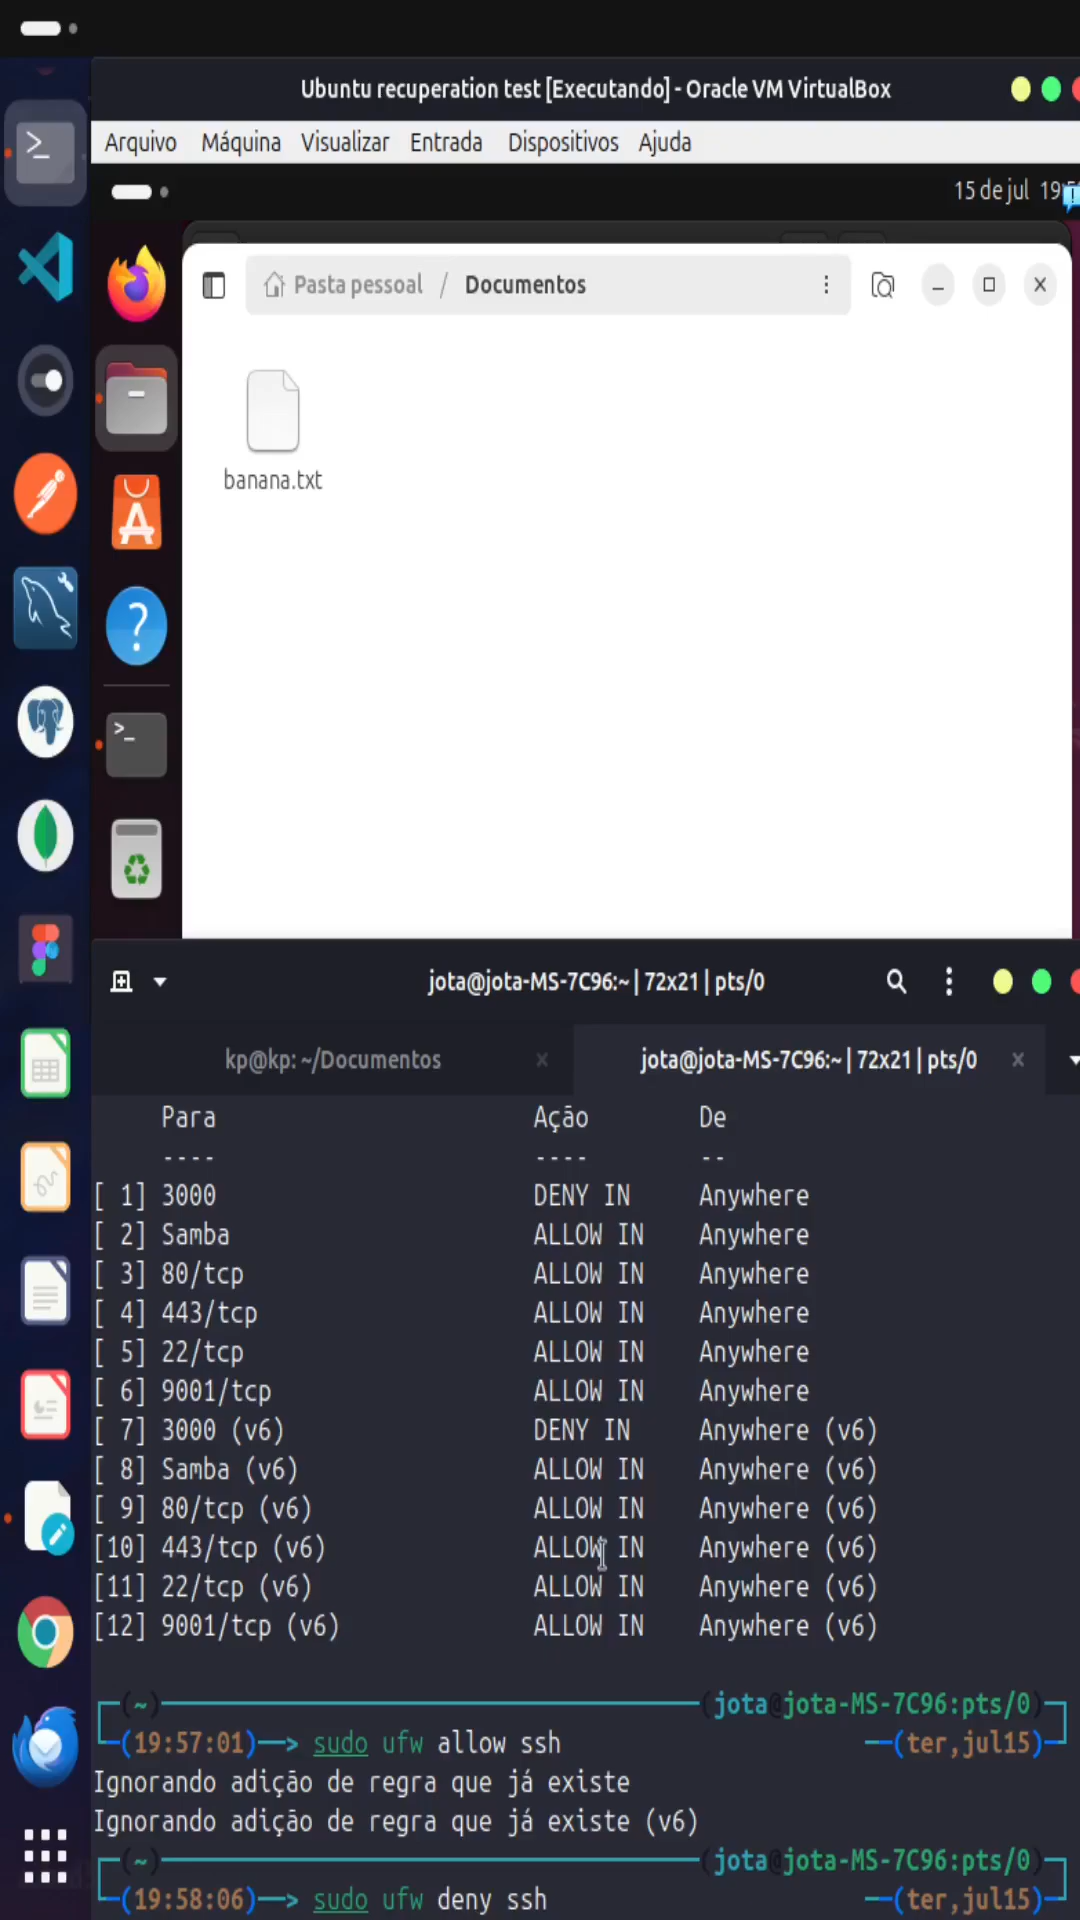 Ubuntu recuperation test [Executando] - Oracle VM VirtualBox
Arquivo Máquina Visualizar Entrada Dispositivos Ajuda
15 de jul
Pasta pessoal / Documentos
banana.txt
jota@jota-MS-7C96:~ | 72x21 | pts/0
kp@kp: ~/Documentos × jota@jota-MS-7C96:~ | 72x21 | pts/0 ×
Para Ação De
---- ---- --
[ 1] 3000 DENY IN Anywhere
[ 2] Samba ALLOW IN Anywhere
[ 3] 80/tcp ALLOW IN Anywhere
[ 4] 443/tcp ALLOW IN Anywhere
[ 5] 22/tcp ALLOW IN Anywhere
[ 6] 9001/tcp ALLOW IN Anywhere
[ 7] 3000 (v6) DENY IN Anywhere (v6)
[ 8] Samba (v6) ALLOW IN Anywhere (v6)
[ 9] 80/tcp (v6) ALLOW IN Anywhere (v6)
[10] 443/tcp (v6) ALLOW IN Anywhere (v6)
[11] 22/tcp (v6) ALLOW IN Anywhere (v6)
[12] 9001/tcp (v6) ALLOW IN Anywhere (v6)
(~) (jota@jota-MS-7C96:pts/0)
(19:57:01)—> sudo ufw allow ssh —(ter,jul15)
Ignorando adição de regra que já existe
Ignorando adição de regra que já existe (v6)
(~) (jota@jota-MS-7C96:pts/0)
(19:58:06)—> sudo ufw deny ssh —(ter,jul15)